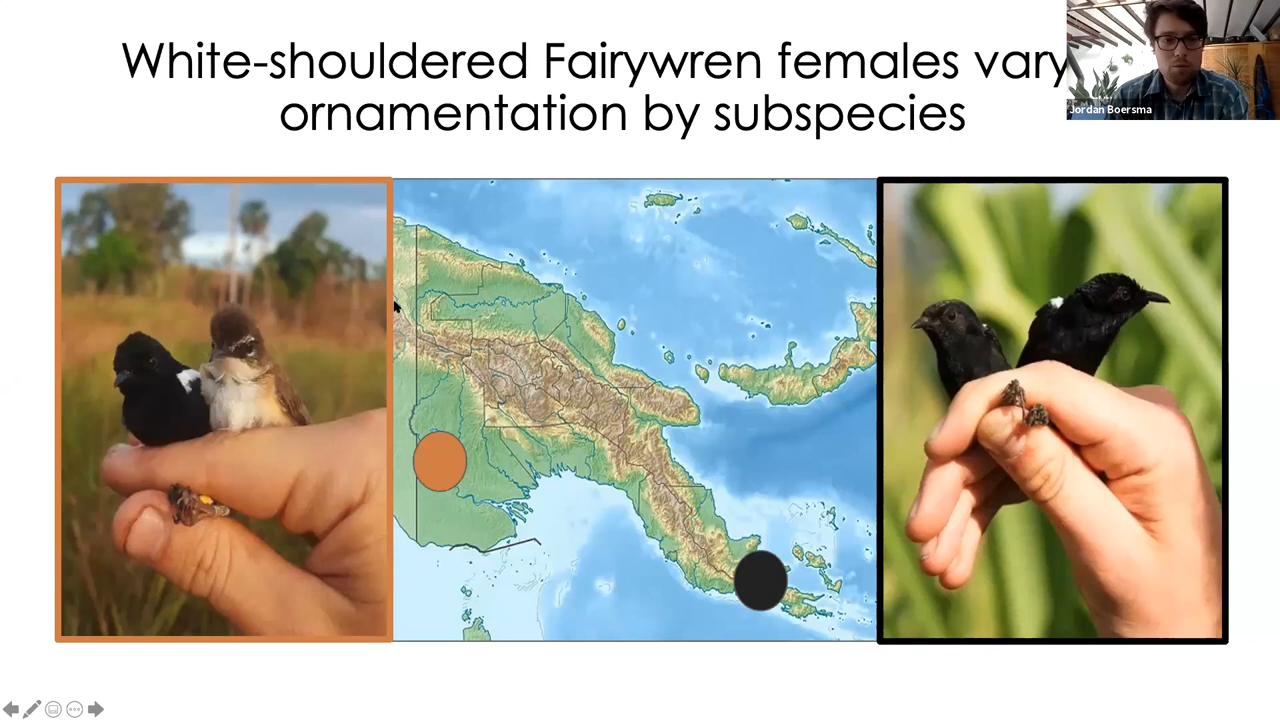 White-shouldered Fairywren females vary
ornamentation by subspecies
Jordan Boersma